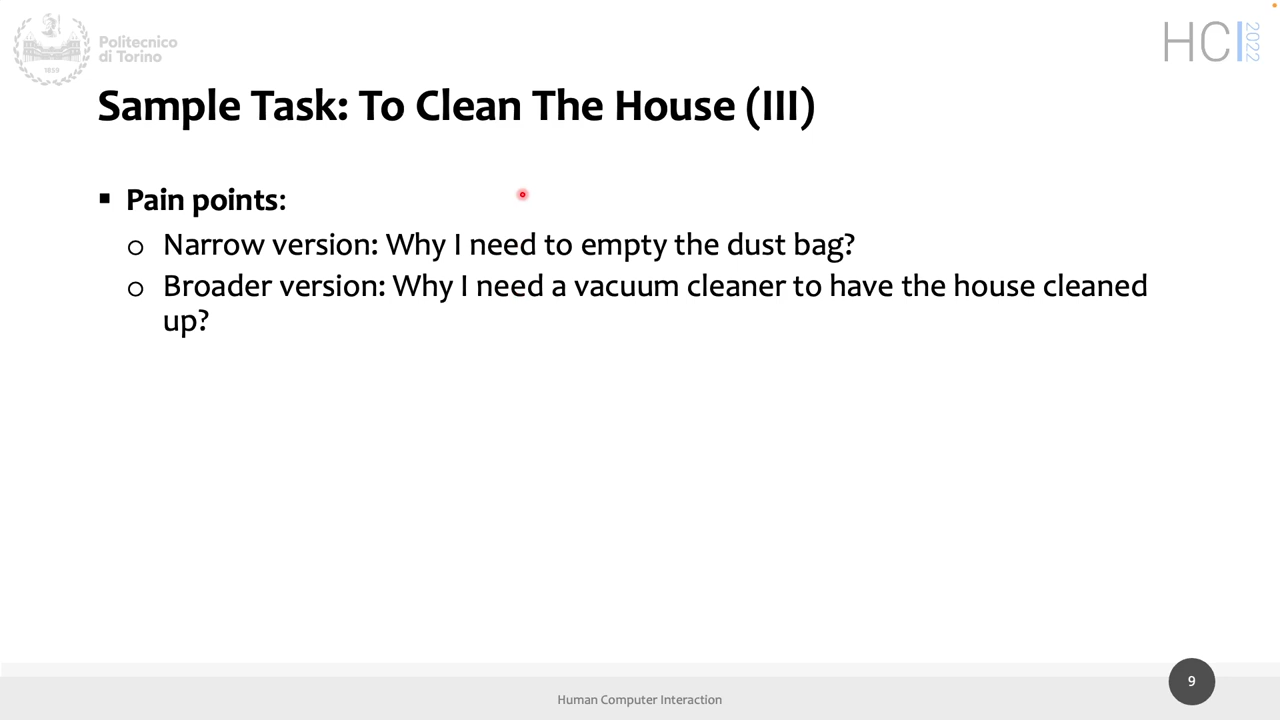 Politecnico
di Torino
1859
HCI 2022
Sample Task: To Clean The House (III)
▪ Pain points:
o Narrow version: Why I need to empty the dust bag?
o Broader version: Why I need a vacuum cleaner to have the house cleaned
up?
Human Computer Interaction
9